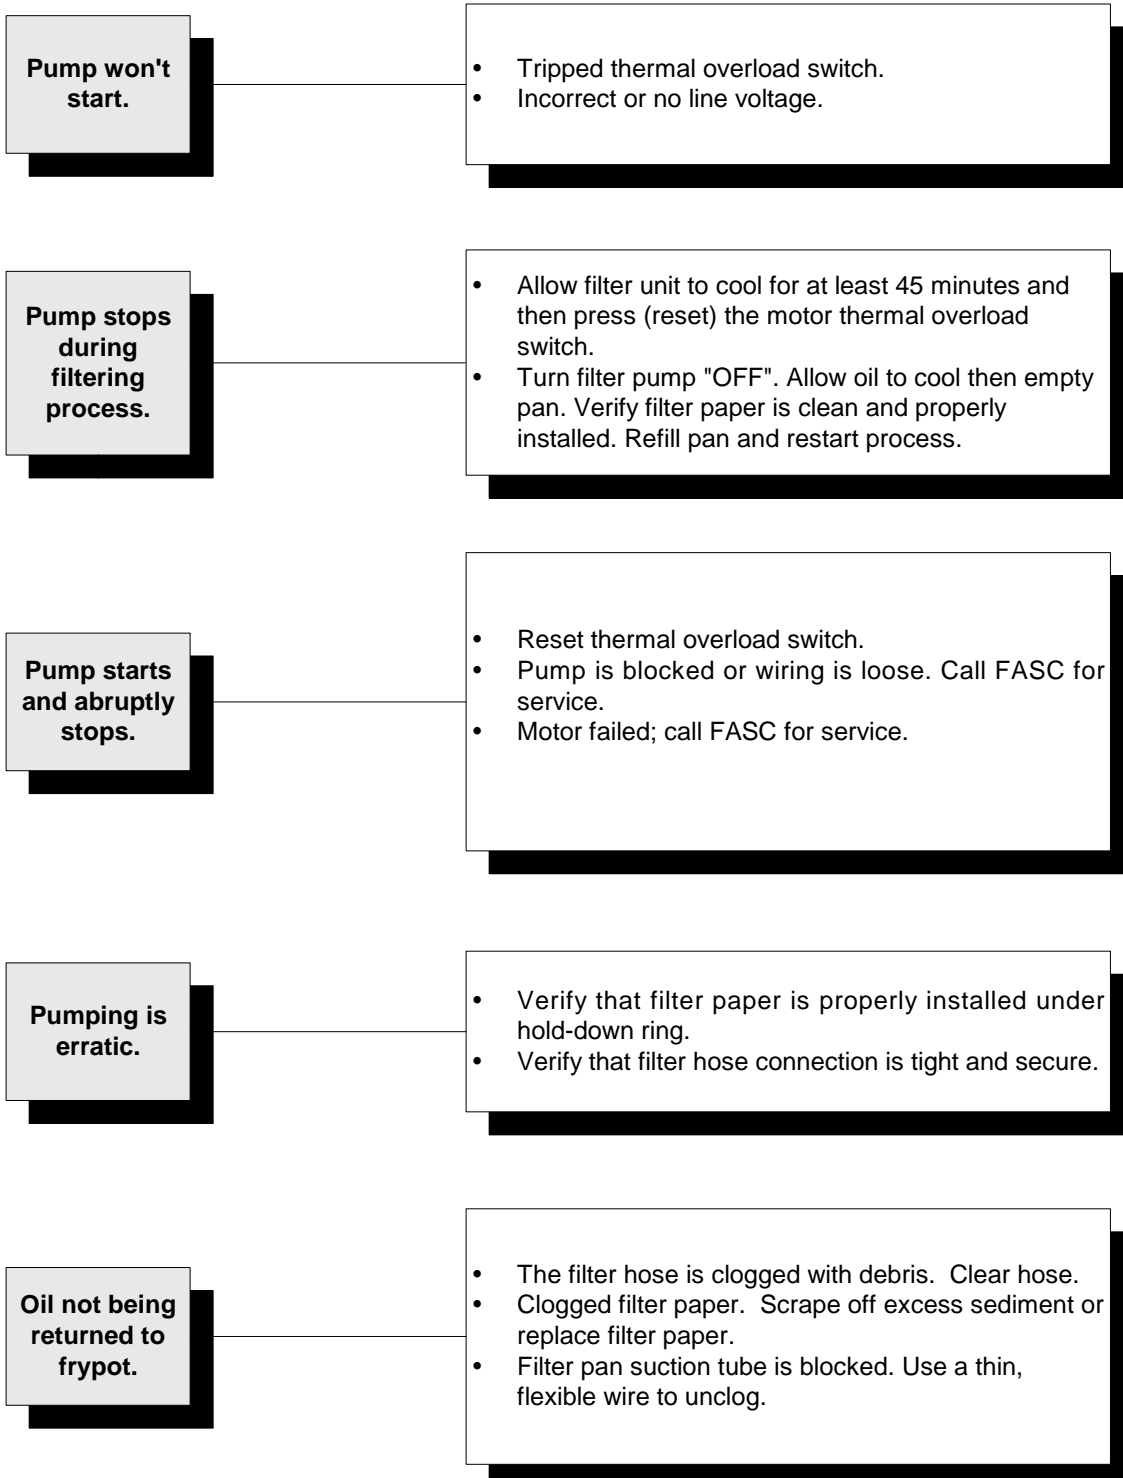 Pump won't
start.
• Tripped thermal overload switch.
• Incorrect or no line voltage.
Pump stops
during
filtering
process.
• Allow filter unit to cool for at least 45 minutes and
then press (reset) the motor thermal overload
switch.
• Turn filter pump "OFF". Allow oil to cool then empty
pan. Verify filter paper is clean and properly
installed. Refill pan and restart process.
Pump starts
and abruptly
stops.
• Reset thermal overload switch.
• Pump is blocked or wiring is loose. Call FASC for
service.
• Motor failed; call FASC for service.
Pumping is
erratic.
• Verify that filter paper is properly installed under
hold-down ring.
• Verify that filter hose connection is tight and secure.
Oil not being
returned to
frypot.
• The filter hose is clogged with debris. Clear hose.
• Clogged filter paper. Scrape off excess sediment or
replace filter paper.
• Filter pan suction tube is blocked. Use a thin,
flexible wire to unclog.